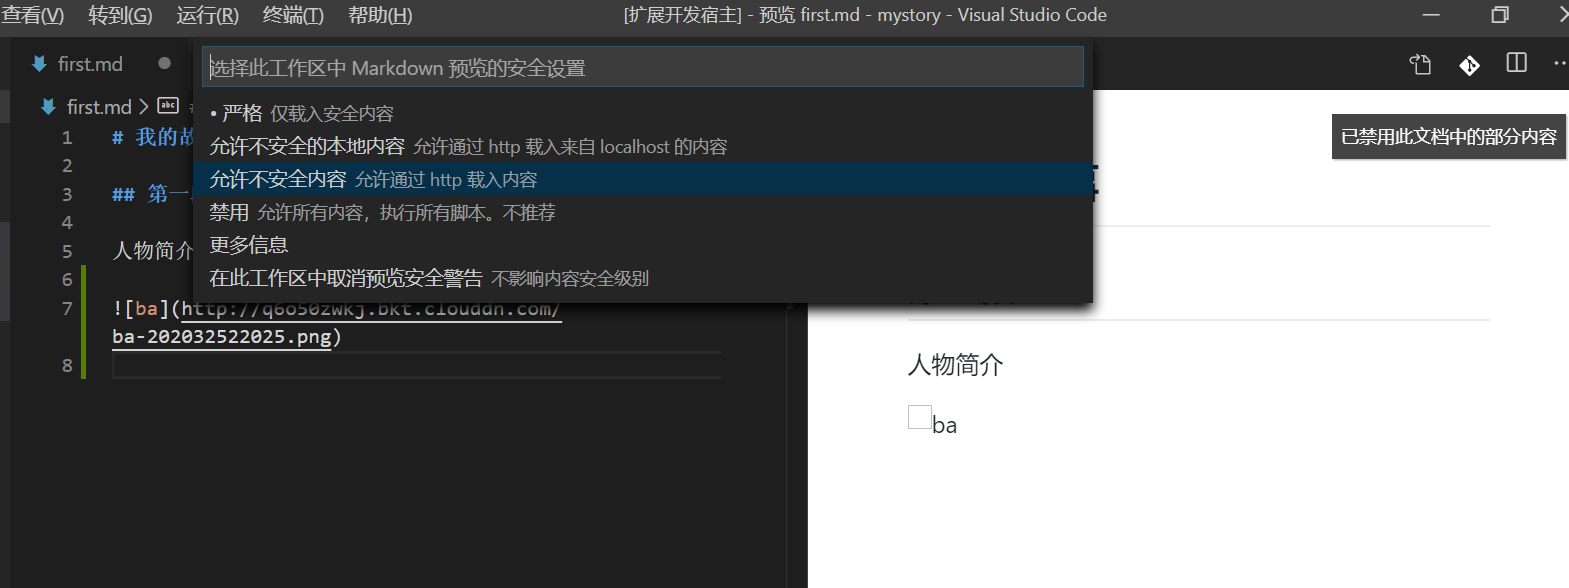 查看(V) 转到(G) 运行(R) 终端(T) 帮助(H) [扩展开发宿主] - 预览 first.md - mystory - Visual Studio Code
first.md
选择此工作区中 Markdown 预览的安全设置
first.md > abc
• 严格 仅载入安全内容
允许不安全的本地内容 允许通过 http 载入来自 localhost 的内容
允许不安全内容 允许通过 http 载入内容
禁用 允许所有内容，执行所有脚本。不推荐
更多信息
在此工作区中取消预览安全警告 不影响内容安全级别
1 # 我的故
2
3 ## 第一
4
5 人物简介
6
7 ![ba](http://q6o50zwkj.bkt.clouddn.com/
ba-202032522025.png)
8
已禁用此文档中的部分内容
人物简介
ba